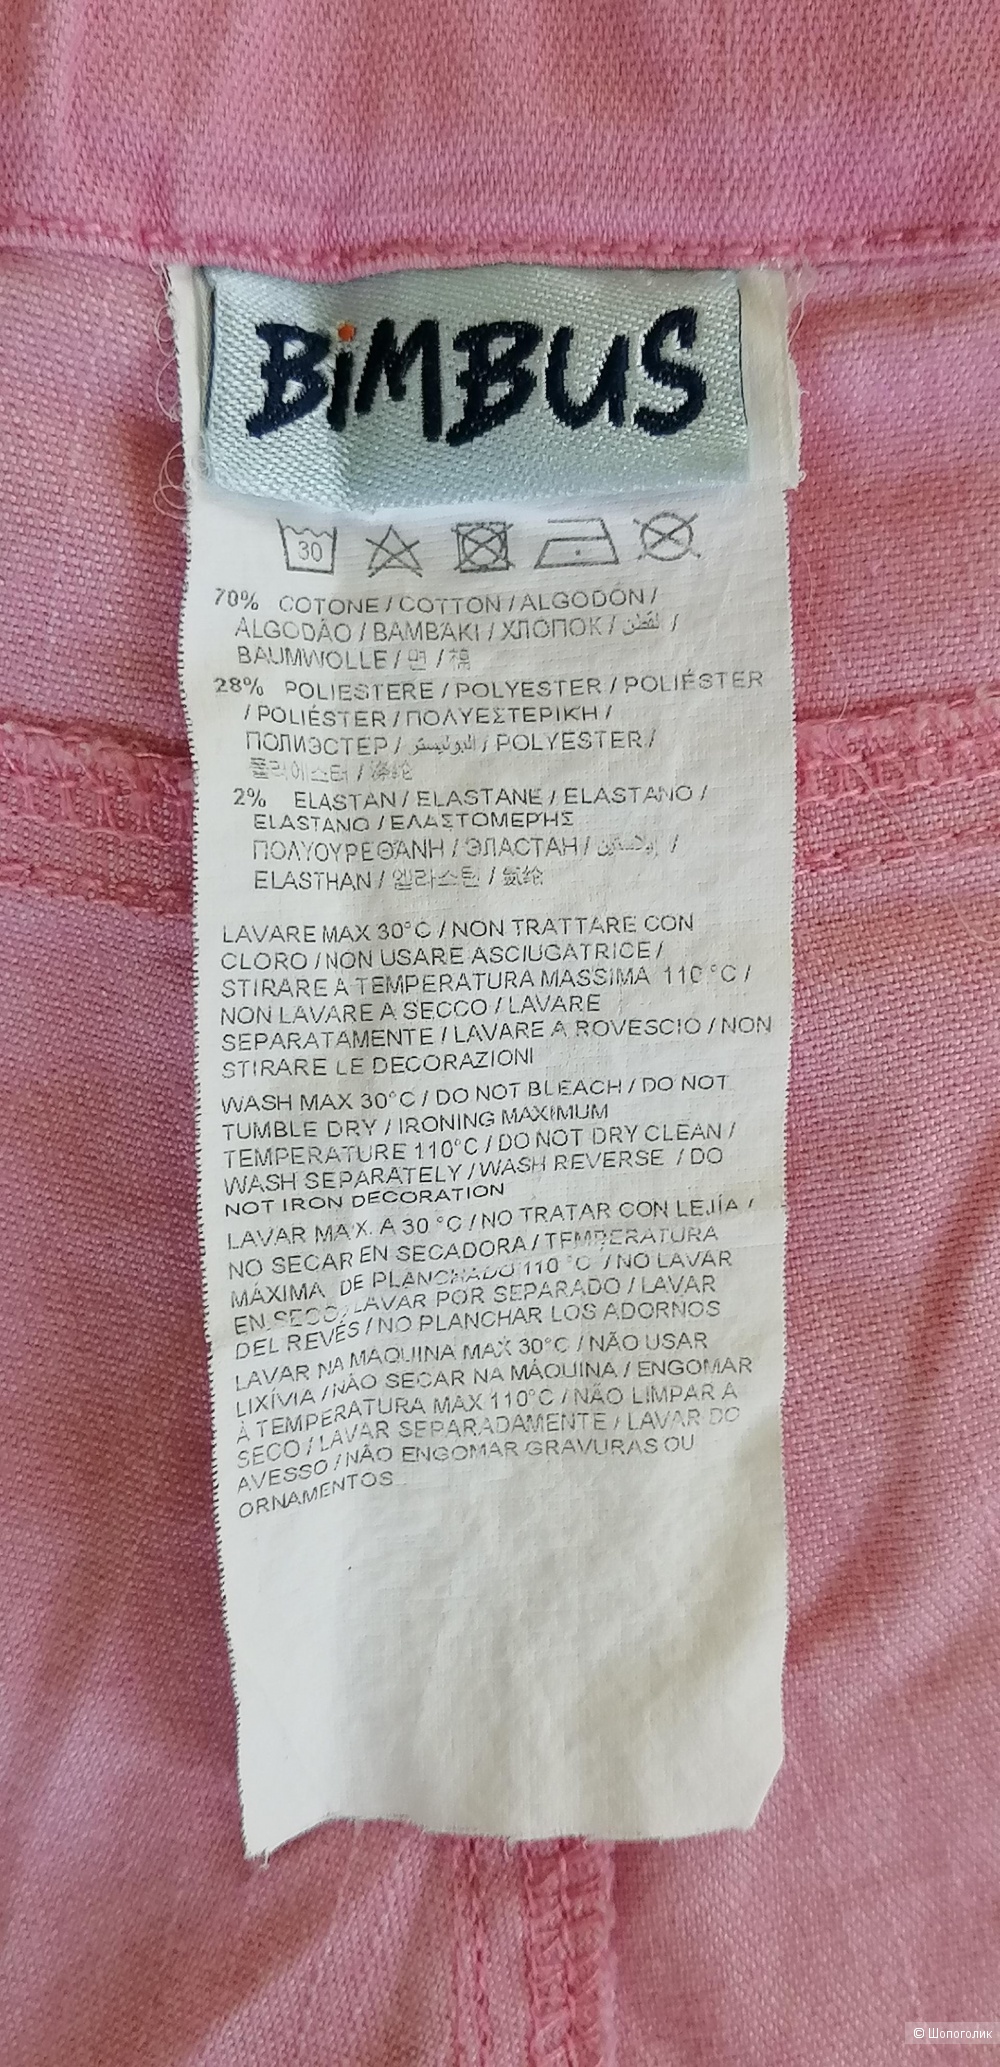 BiMBUS
30
70% COTONE / COTTON / ALGODÓN /
ALGODÃO / ΒΑΜΒΑΚΙ / ХЛОПОК / /
BAUMWOLLE / 면 / 棉
28% POLIESTERE / POLYESTER / POLIÉSTER
/ POLIÉSTER / ΠΟΛΥΕΣΤΕΡΙΚΗ /
ПОЛИЭСТЕР / البوليستر / POLYESTER /
폴리에스터 / 涤纶
2% ELASTAN / ELASTANE / ELASTANO /
ELASTANO / ΕΛΑΣΤΟΜΕΡΉΣ
ΠΟΛΥΟΥΡΕΘΆΝΗ / ЭЛАСТАН / /
ELASTHAN / 엘라스틴 / 氨纶
LAVARE MAX 30°C / NON TRATTARE CON
CLORO / NON USARE ASCIUGATRICE /
STIRARE A TEMPERATURA MASSIMA 110 °C /
NON LAVARE A SECCO / LAVARE
SEPARATAMENTE / LAVARE A ROVESCIO / NON
STIRARE LE DECORAZIONI
WASH MAX 30°C / DO NOT BLEACH / DO NOT
TUMBLE DRY / IRONING MAXIMUM
TEMPERATURE 110°C / DO NOT DRY CLEAN /
WASH SEPARATELY / WASH REVERSE / DO
NOT IRON DECORATION
LAVAR MAX. A 30 °C / NO TRATAR CON LEJÍA /
NO SECAR EN SECADORA / TEMPERATURA
MÁXIMA DE PLANCHADO 110 °C / NO LAVAR
EN SECO / LAVAR POR SEPARADO / LAVAR
DEL REVÉS / NO PLANCHAR LOS ADORNOS
LAVAR NA MAQUINA MAX 30°C / NÃO USAR
LIXÍVIA / NÃO SECAR NA MÁQUINA / ENGOMAR
À TEMPERATURA MAX 110°C / NÃO LIMPAR A
SECO / LAVAR SEPARADAMENTE / LAVAR DO
AVESSO / NÃO ENGOMAR GRAVURAS OU
ORNAMENTOS
© Шопоголик